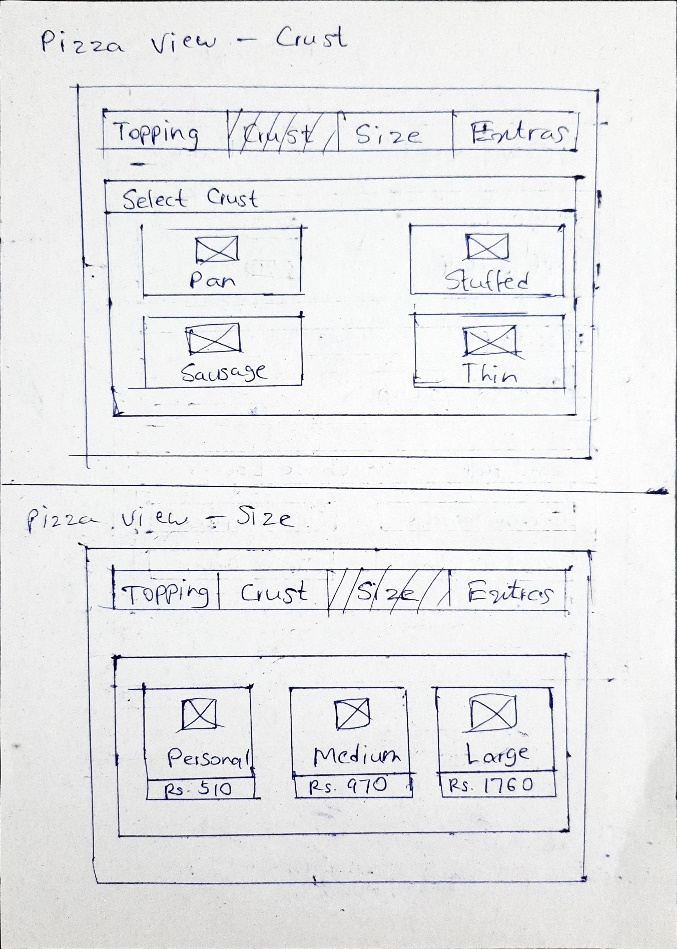 Pizza View - Crust
Topping Crust Size Extras
Select Crust
Pan Stuffed
Sausage Thin
Pizza View - Size
Topping Crust Size Extras
Personal Medium Large
Rs. 510 Rs. 970 Rs. 1760